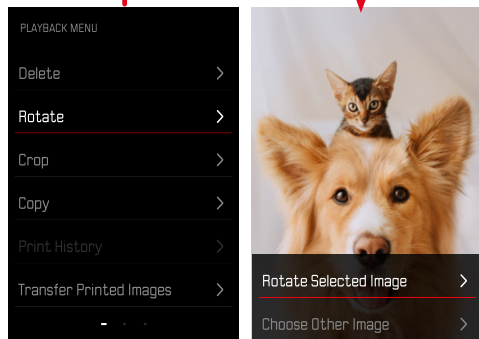 PLAYBACK MENU
Delete
Rotate
Crop
Copy
Print History
Transfer Printed Images
Rotate Selected Image
Choose Other Image